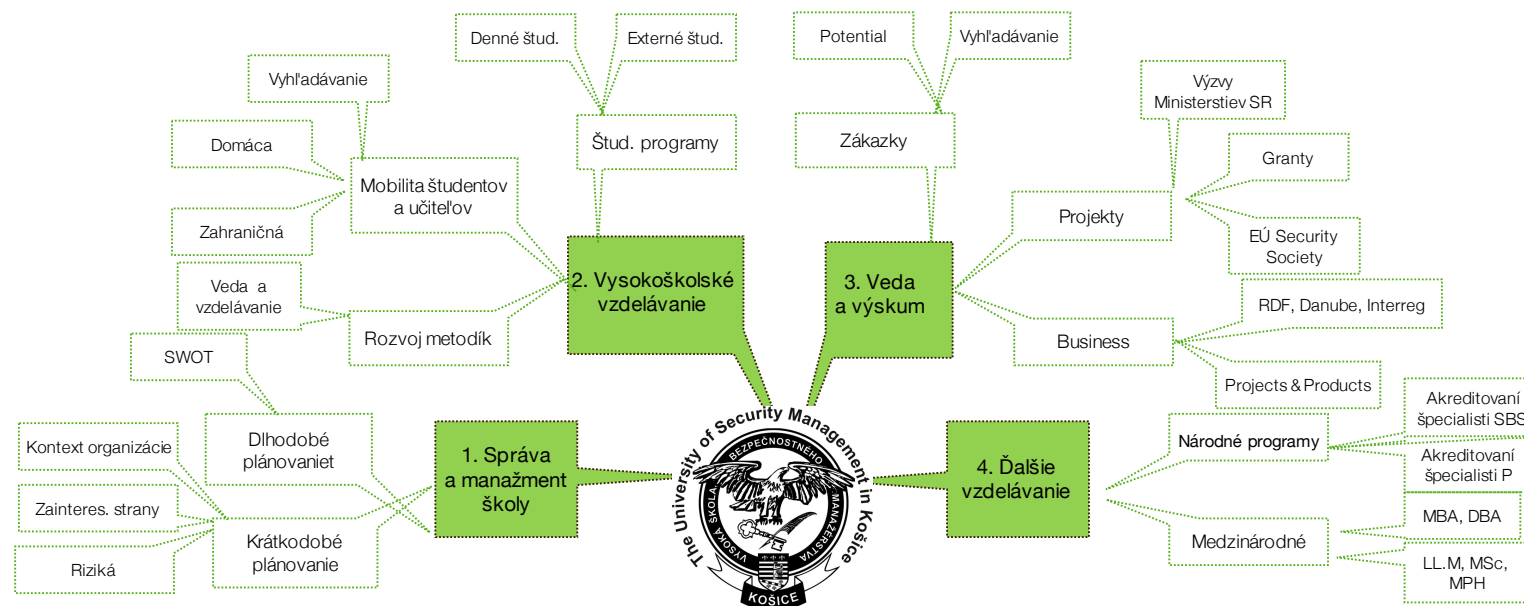 Denné štud.
Externé štud.
Potential
Vyhľadávanie
Vyhľadávanie
Výzvy
Ministerstiev SR
Domáca
Štud. programy
Zákazky
Granty
Mobilita študentov
a učiteľov
Projekty
Zahraničná
EÚ Security
Society
2. Vysokoškolské
vzdelávanie
3. Veda
a výskum
Veda a
vzdelávanie
RDF, Danube, Interreg
Rozvoj metodík
Business
SWOT
Projects & Products
Akreditovaní
špecialisti SBS
Kontext organizácie
Dlhodobé
plánovaniet
1. Správa
a manažment
školy
The University of Security Management in Košice
VYSOKÁ ŠKOLA BEZPEČNOSTNÉHO MANAŽÉRSTVA
KOŠICE
4. Ďalšie
vzdelávanie
Národné programy
Akreditovaní
špecialisti P
Zainteres. strany
MBA, DBA
Krátkodobé
plánovanie
Medzinárodné
Riziká
LL.M, MSc,
MPH